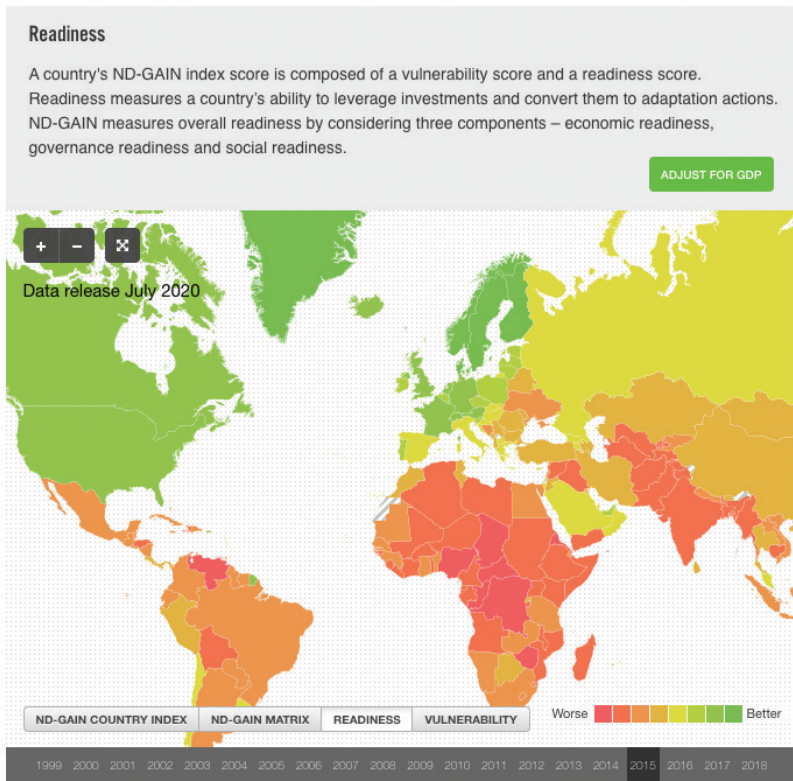 Readiness
A country's ND-GAIN index score is composed of a vulnerability score and a readiness score.
Readiness measures a country's ability to leverage investments and convert them to adaptation actions.
ND-GAIN measures overall readiness by considering three components – economic readiness,
governance readiness and social readiness.
ADJUST FOR GDP
+ −
Data release July 2020
ND-GAIN COUNTRY INDEX ND-GAIN MATRIX READINESS VULNERABILITY Worse Better
1999 2000 2001 2002 2003 2004 2005 2006 2007 2008 2009 2010 2011 2012 2013 2014 2015 2016 2017 2018